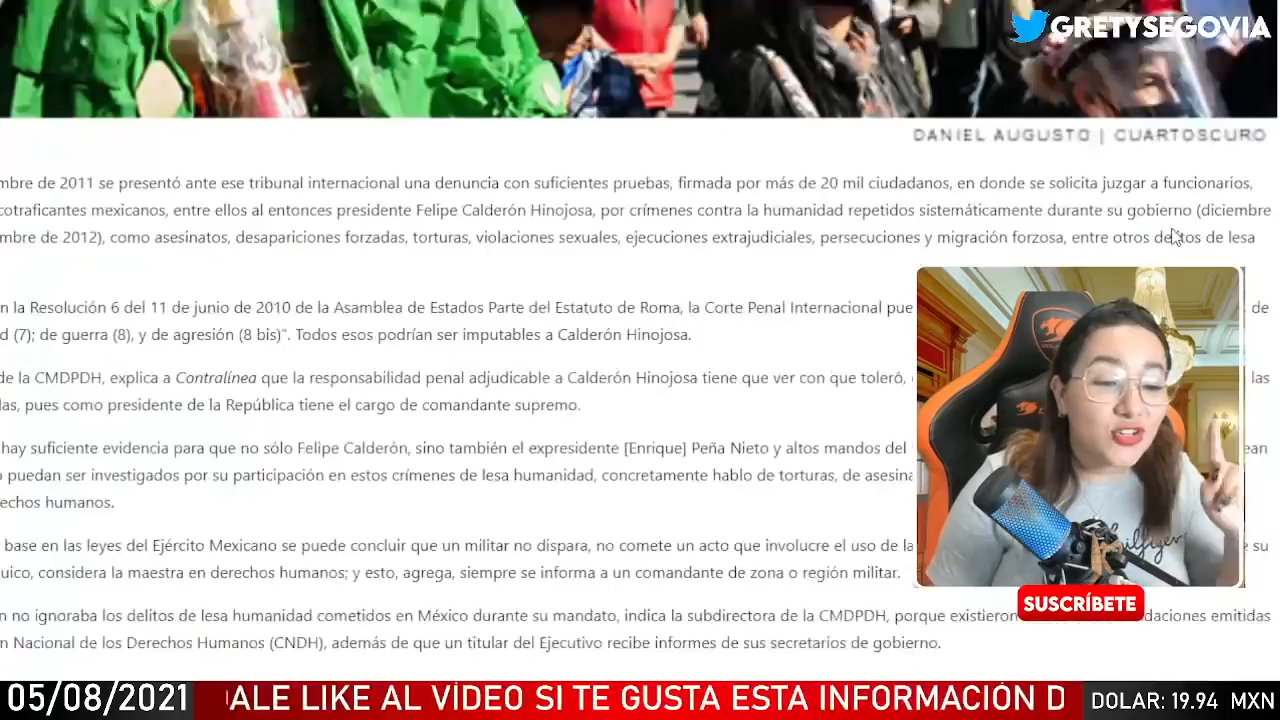 GRETYSEGOVIA
DANIEL AUGUSTO | CUARTOSCURO
mbre de 2011 se presentó ante ese tribunal internacional una denuncia con suficientes pruebas, firmada por más de 20 mil ciudadanos, en donde se solicita juzgar a funcionarios,
cotraficantes mexicanos, entre ellos al entonces presidente Felipe Calderón Hinojosa, por crímenes contra la humanidad repetidos sistemáticamente durante su gobierno (diciembre
mbre de 2012), como asesinatos, desapariciones forzadas, torturas, violaciones sexuales, ejecuciones extrajudiciales, persecuciones y migración forzosa, entre otros delitos de lesa
n la Resolución 6 del 11 de junio de 2010 de la Asamblea de Estados Parte del Estatuto de Roma, la Corte Penal Internacional pue de
d (7); de guerra (8), y de agresión (8 bis)". Todos esos podrían ser imputables a Calderón Hinojosa.
de la CMDPDH, explica a Contralínea que la responsabilidad penal adjudicable a Calderón Hinojosa tiene que ver con que toleró, las
las, pues como presidente de la República tiene el cargo de comandante supremo.
hay suficiente evidencia para que no sólo Felipe Calderón, sino también el expresidente [Enrique] Peña Nieto y altos mandos del ean
o puedan ser investigados por su participación en estos crímenes de lesa humanidad, concretamente hablo de torturas, de asesina
echos humanos.
base en las leyes del Ejército Mexicano se puede concluir que un militar no dispara, no comete un acto que involucre el uso de la e su
uico, considera la maestra en derechos humanos; y esto, agrega, siempre se informa a un comandante de zona o región militar.
n no ignoraba los delitos de lesa humanidad cometidos en México durante su mandato, indica la subdirectora de la CMDPDH, porque existieron daciones emitidas
n Nacional de los Derechos Humanos (CNDH), además de que un titular del Ejecutivo recibe informes de sus secretarios de gobierno.
SUSCRÍBETE
05/08/2021 DALE LIKE AL VÍDEO SI TE GUSTA ESTA INFORMACIÓN D DOLAR: 19.94 MXN